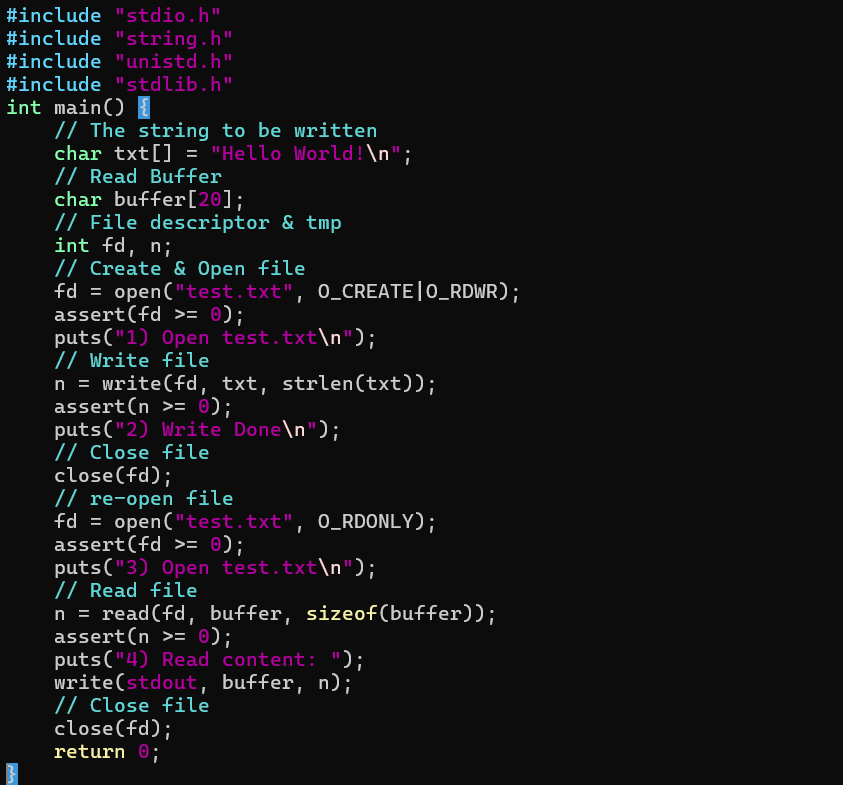 #include "stdio.h"
#include "string.h"
#include "unistd.h"
#include "stdlib.h"
int main() {
    // The string to be written
    char txt[] = "Hello World!\n";
    // Read Buffer
    char buffer[20];
    // File descriptor & tmp
    int fd, n;
    // Create & Open file
    fd = open("test.txt", O_CREATE|O_RDWR);
    assert(fd >= 0);
    puts("1) Open test.txt\n");
    // Write file
    n = write(fd, txt, strlen(txt));
    assert(n >= 0);
    puts("2) Write Done\n");
    // Close file
    close(fd);
    // re-open file
    fd = open("test.txt", O_RDONLY);
    assert(fd >= 0);
    puts("3) Open test.txt\n");
    // Read file
    n = read(fd, buffer, sizeof(buffer));
    assert(n >= 0);
    puts("4) Read content: ");
    write(stdout, buffer, n);
    // Close file
    close(fd);
    return 0;
}